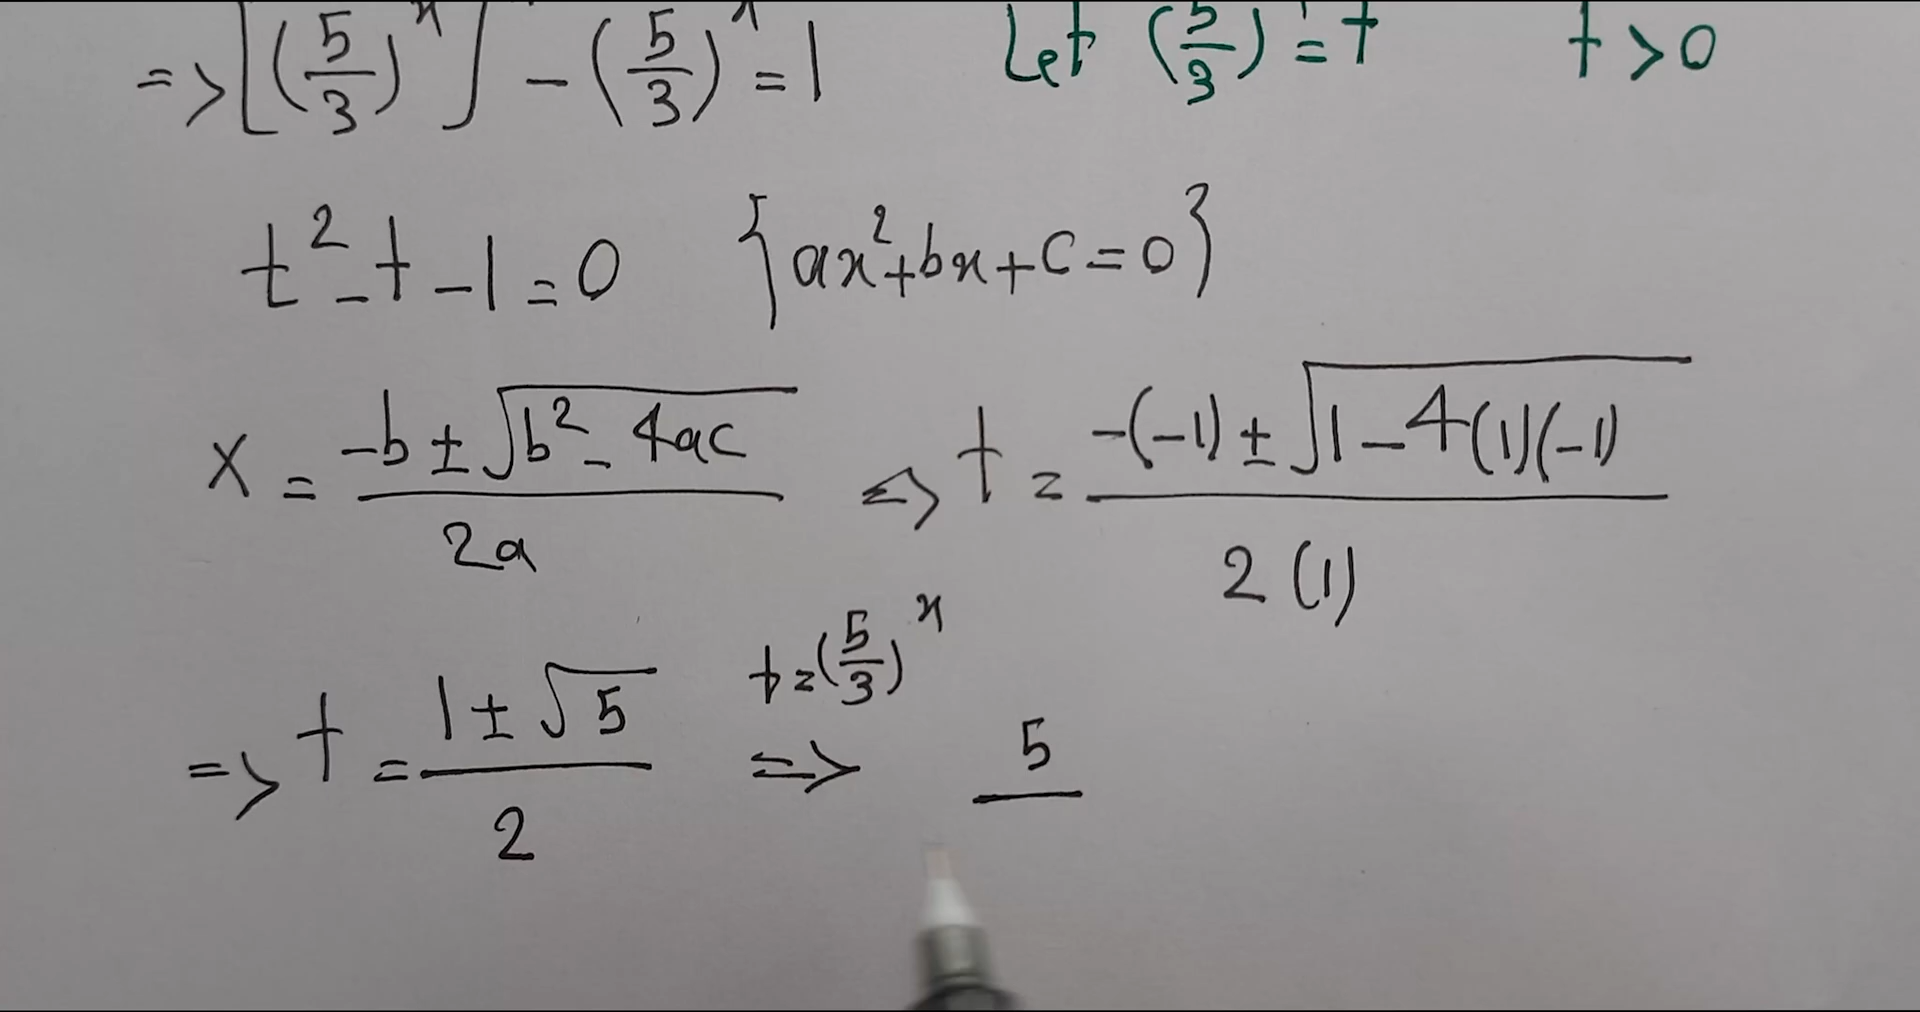 => [(5/3)^x] - (5/3)^x = 1 Let (5/3) = t t > 0
t² - t - 1 = 0 {ax² + bx + c = 0}
x = (-b ± √(b² - 4ac))/(2a) => t = (-(-1) ± √(1 - 4(1)(-1)))/(2(1))
t = (5/3)^x
=> t = (1 ± √5)/2 => 5